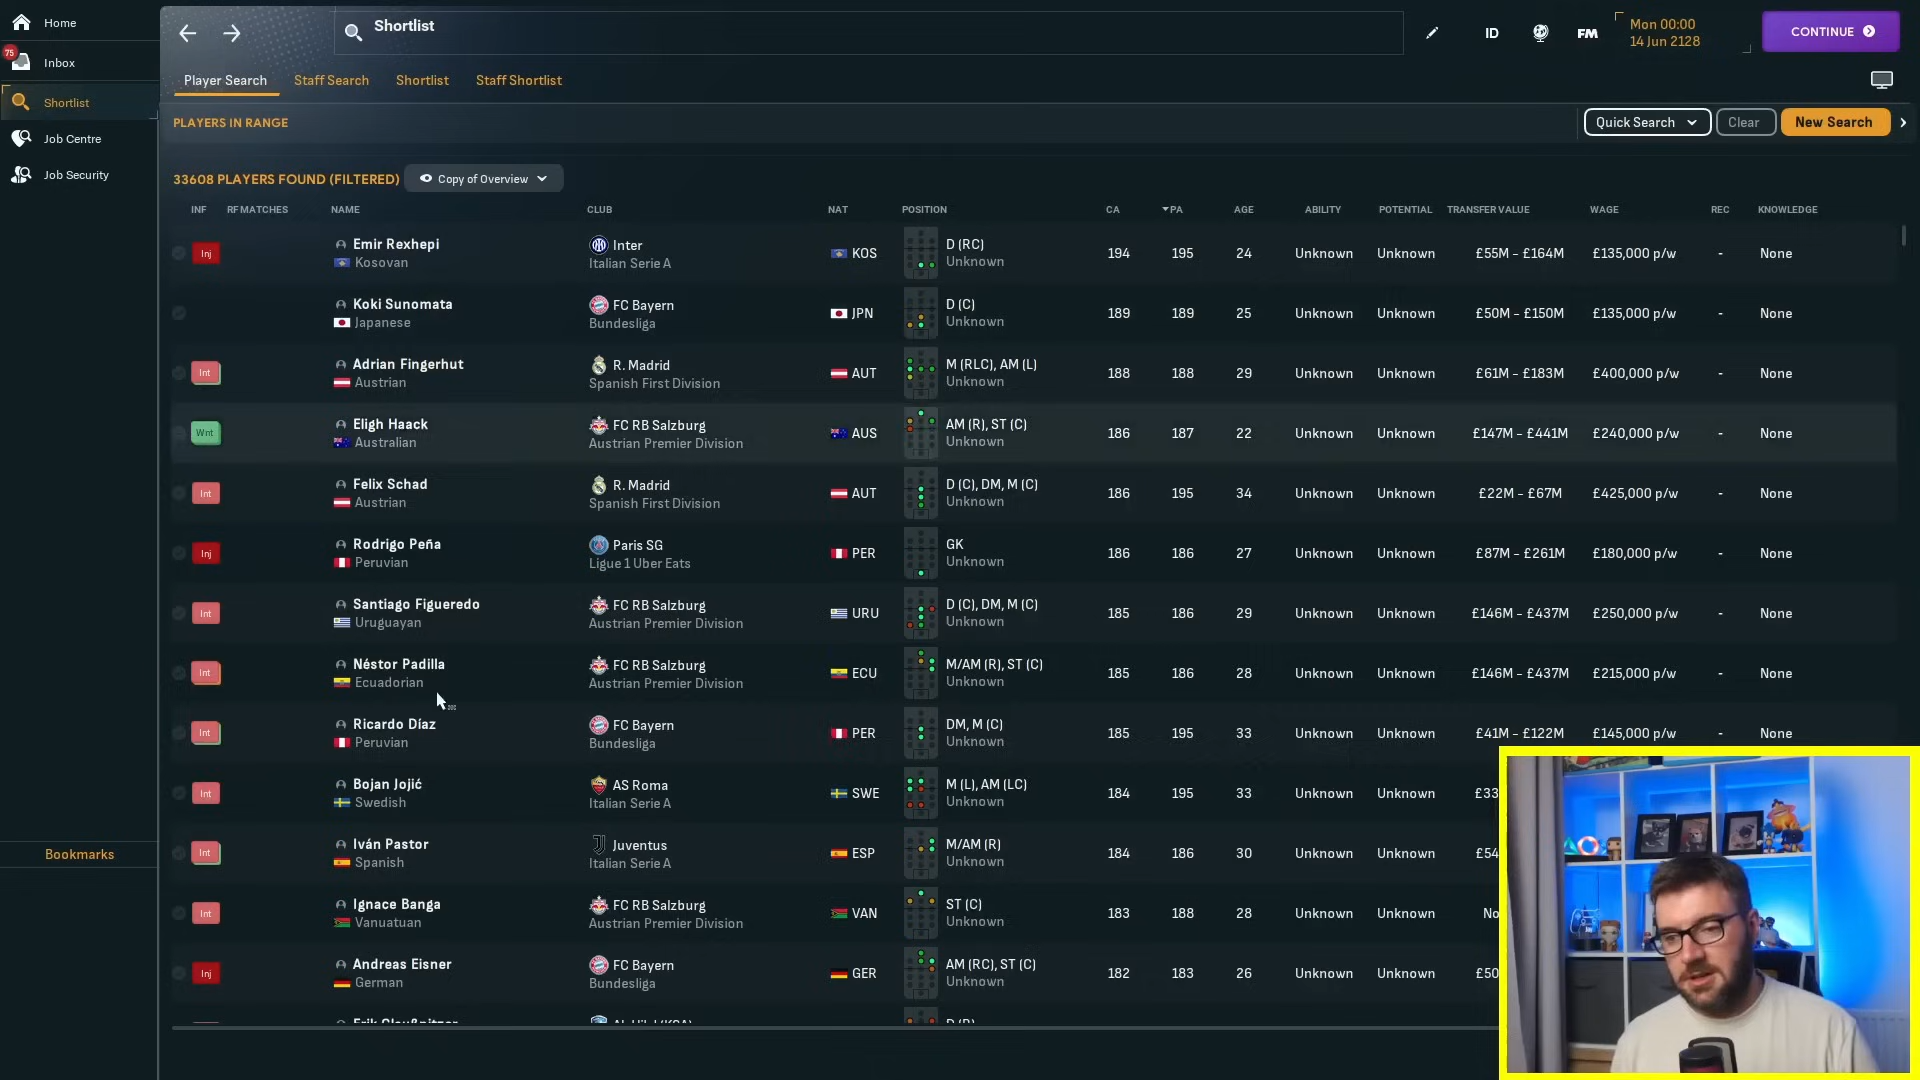 Home
75
Inbox
Shortlist
Job Centre
Job Security
Bookmarks
Shortlist
ID
FM
Mon 00:00
14 Jun 2128
CONTINUE
Player Search Staff Search Shortlist Staff Shortlist
PLAYERS IN RANGE
Quick Search Clear New Search
33608 PLAYERS FOUND (FILTERED) Copy of Overview
INF RF MATCHES NAME CLUB NAT POSITION CA PA AGE ABILITY POTENTIAL TRANSFER VALUE WAGE REC KNOWLEDGE
Inj Emir Rexhepi Inter KOS D (RC) 194 195 24 Unknown Unknown £55M - £164M £135,000 p/w - None
Kosovan Italian Serie A Unknown
Koki Sunomata FC Bayern JPN D (C) 189 189 25 Unknown Unknown £50M - £150M £135,000 p/w - None
Japanese Bundesliga Unknown
Int Adrian Fingerhut R. Madrid AUT M (RLC), AM (L) 188 188 29 Unknown Unknown £61M - £183M £400,000 p/w - None
Austrian Spanish First Division Unknown
Wnt Eligh Haack FC RB Salzburg AUS AM (R), ST (C) 186 187 22 Unknown Unknown £147M - £441M £240,000 p/w - None
Australian Austrian Premier Division Unknown
Int Felix Schad R. Madrid AUT D (C), DM, M (C) 186 195 34 Unknown Unknown £22M - £67M £425,000 p/w - None
Austrian Spanish First Division Unknown
Inj Rodrigo Peña Paris SG PER GK 186 186 27 Unknown Unknown £87M - £261M £180,000 p/w - None
Peruvian Ligue 1 Uber Eats Unknown
Int Santiago Figueredo FC RB Salzburg URU D (C), DM, M (C) 185 186 29 Unknown Unknown £146M - £437M £250,000 p/w - None
Uruguayan Austrian Premier Division Unknown
Int Néstor Padilla FC RB Salzburg ECU M/AM (R), ST (C) 185 186 28 Unknown Unknown £146M - £437M £215,000 p/w - None
Ecuadorian Austrian Premier Division Unknown
Int Ricardo Díaz FC Bayern PER DM, M (C) 185 195 33 Unknown Unknown £41M - £122M £145,000 p/w - None
Peruvian Bundesliga Unknown
Int Bojan Jojić AS Roma SWE M (L), AM (LC) 184 195 33 Unknown Unknown £33
Swedish Italian Serie A Unknown
Int Iván Pastor Juventus ESP M/AM (R) 184 186 30 Unknown Unknown £54
Spanish Italian Serie A Unknown
Int Ignace Banga FC RB Salzburg VAN ST (C) 183 188 28 Unknown Unknown No
Vanuatuan Austrian Premier Division Unknown
Inj Andreas Eisner FC Bayern GER AM (RC), ST (C) 182 183 26 Unknown Unknown £50
German Bundesliga Unknown